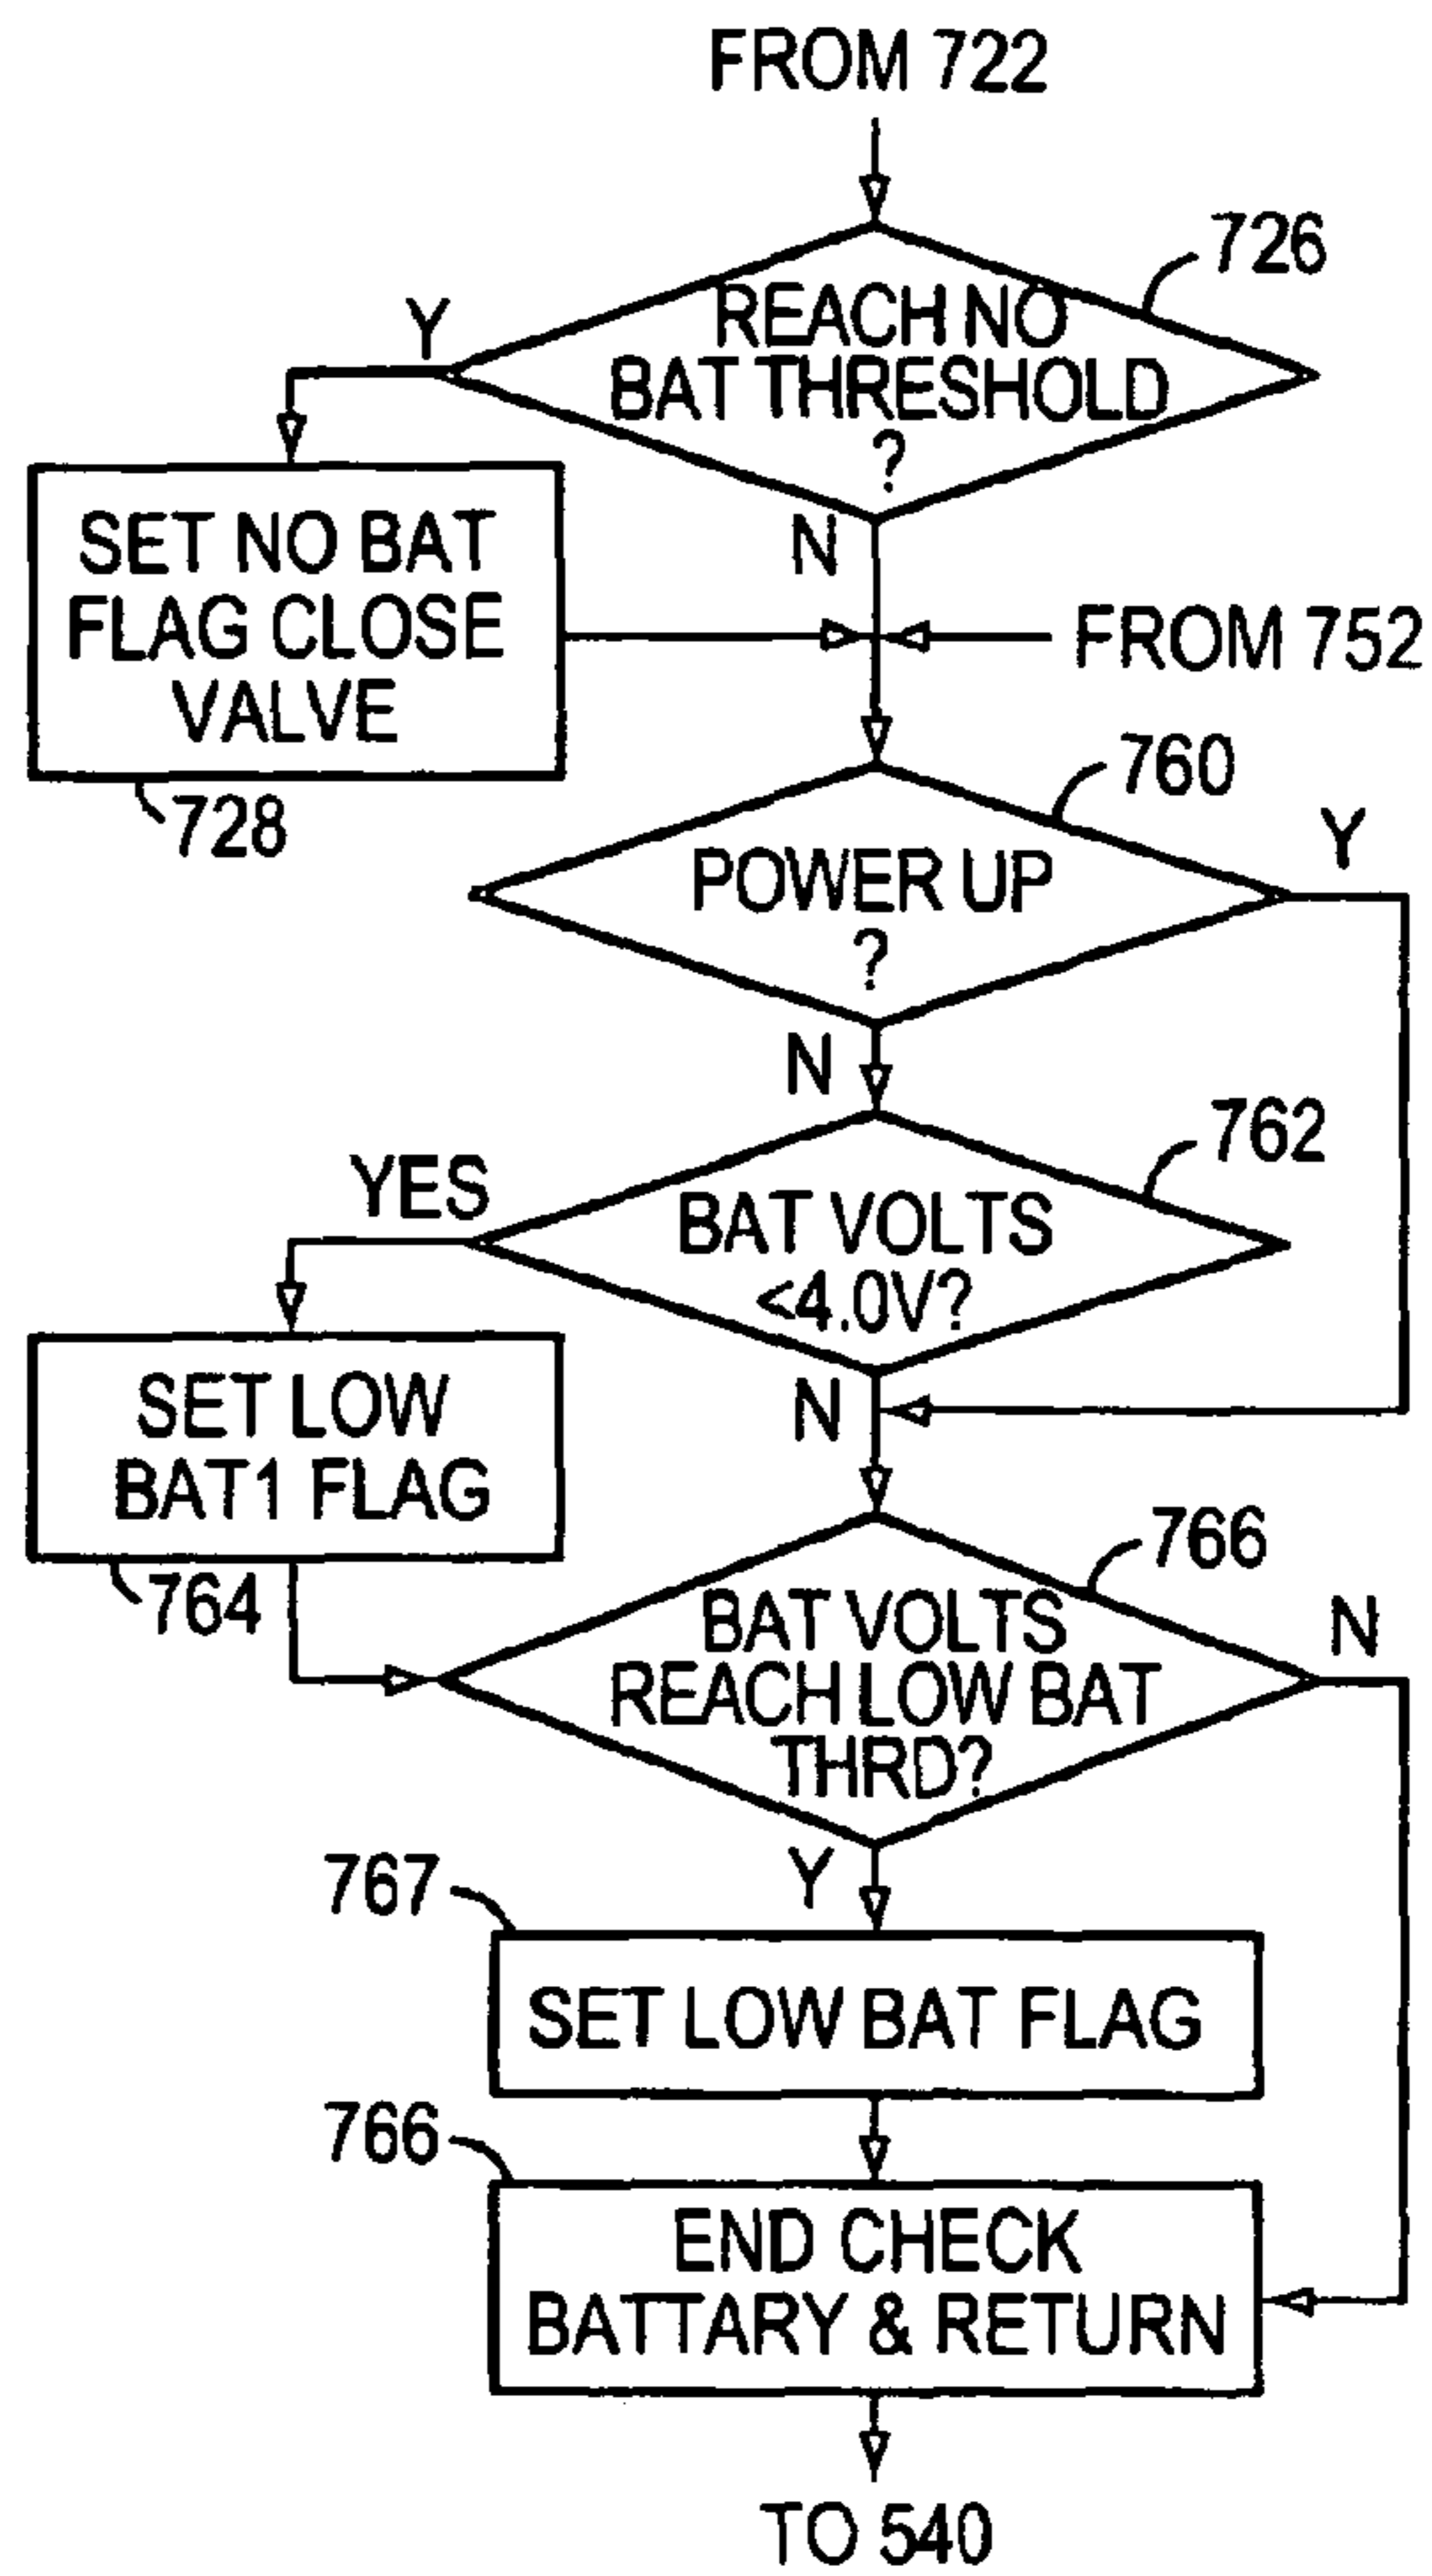 FROM 722
726
REACH NO
BAT THRESHOLD
?
Y
N
SET NO BAT
FLAG CLOSE
VALVE
728
FROM 752
760
POWER UP
?
Y
N
762
BAT VOLTS
<4.0V?
YES
N
SET LOW
BAT1 FLAG
764
766
BAT VOLTS
REACH LOW BAT
THRD?
N
Y
767
SET LOW BAT FLAG
766
END CHECK
BATTARY & RETURN
TO 540